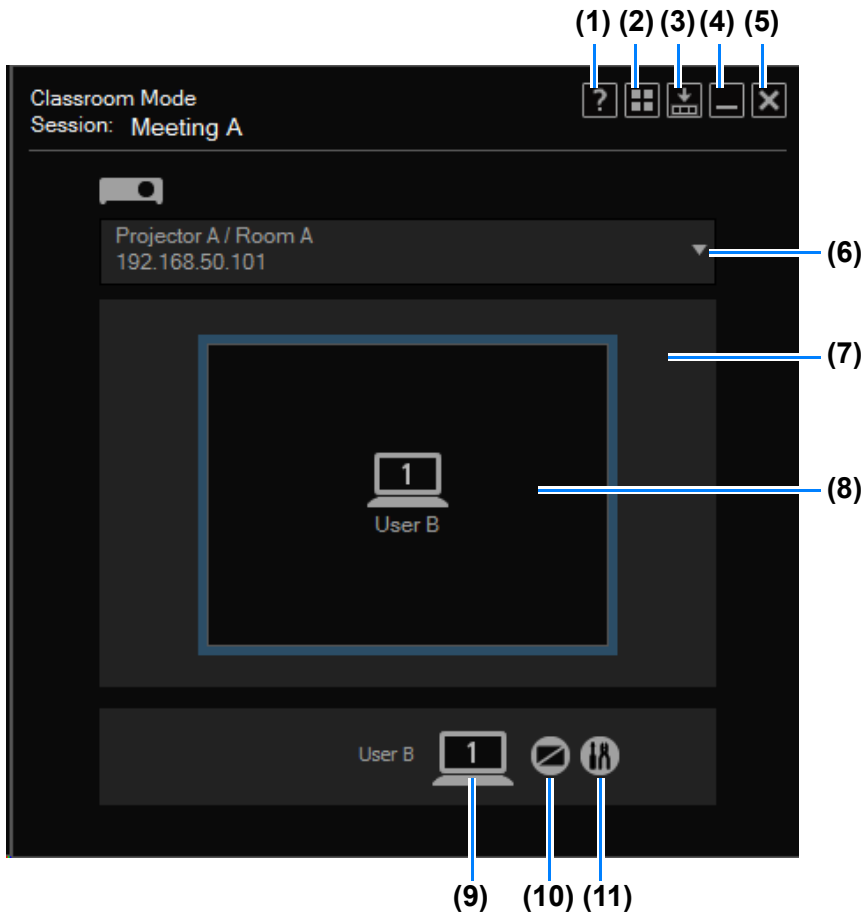 (1) (2) (3) (4) (5)
Classroom Mode
Session: Meeting A
?
Projector A / Room A
192.168.50.101
(6)
(7)
1
(8)
User B
User B 1
(9) (10) (11)